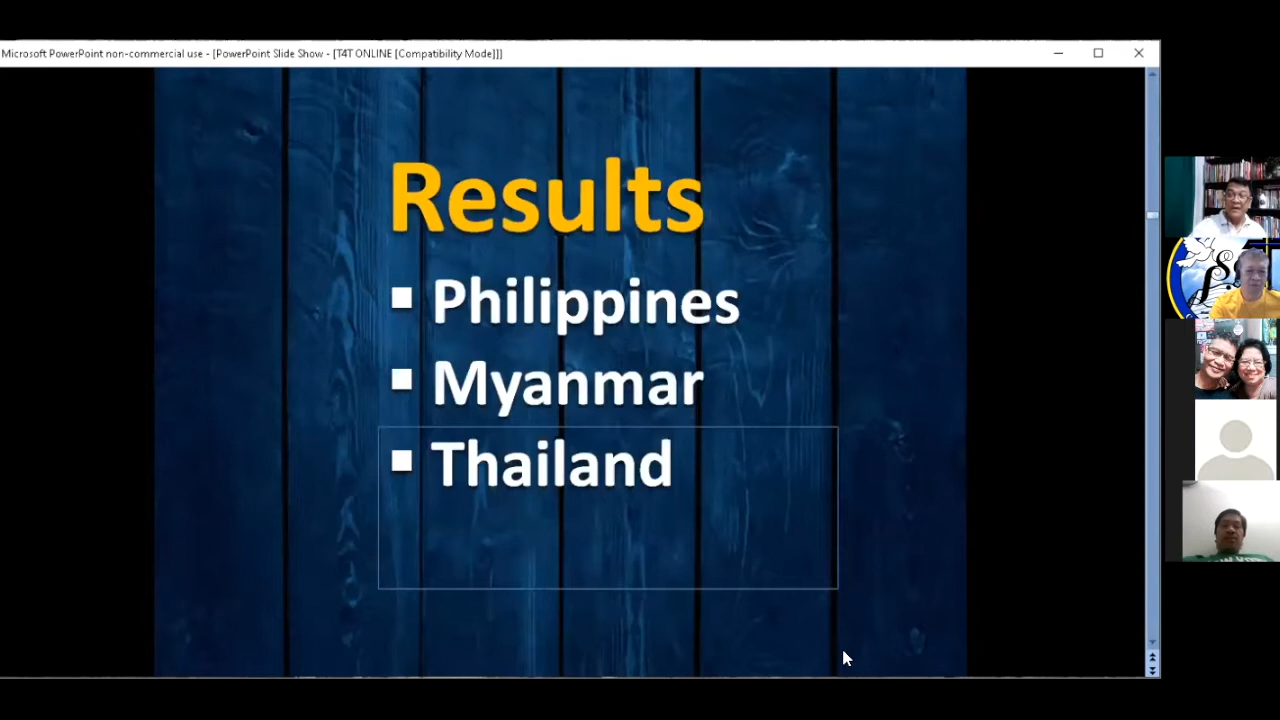 Microsoft PowerPoint non-commercial use - [PowerPoint Slide Show - [T4T ONLINE [Compatibility Mode]]]
Results
▪ Philippines
▪ Myanmar
▪ Thailand